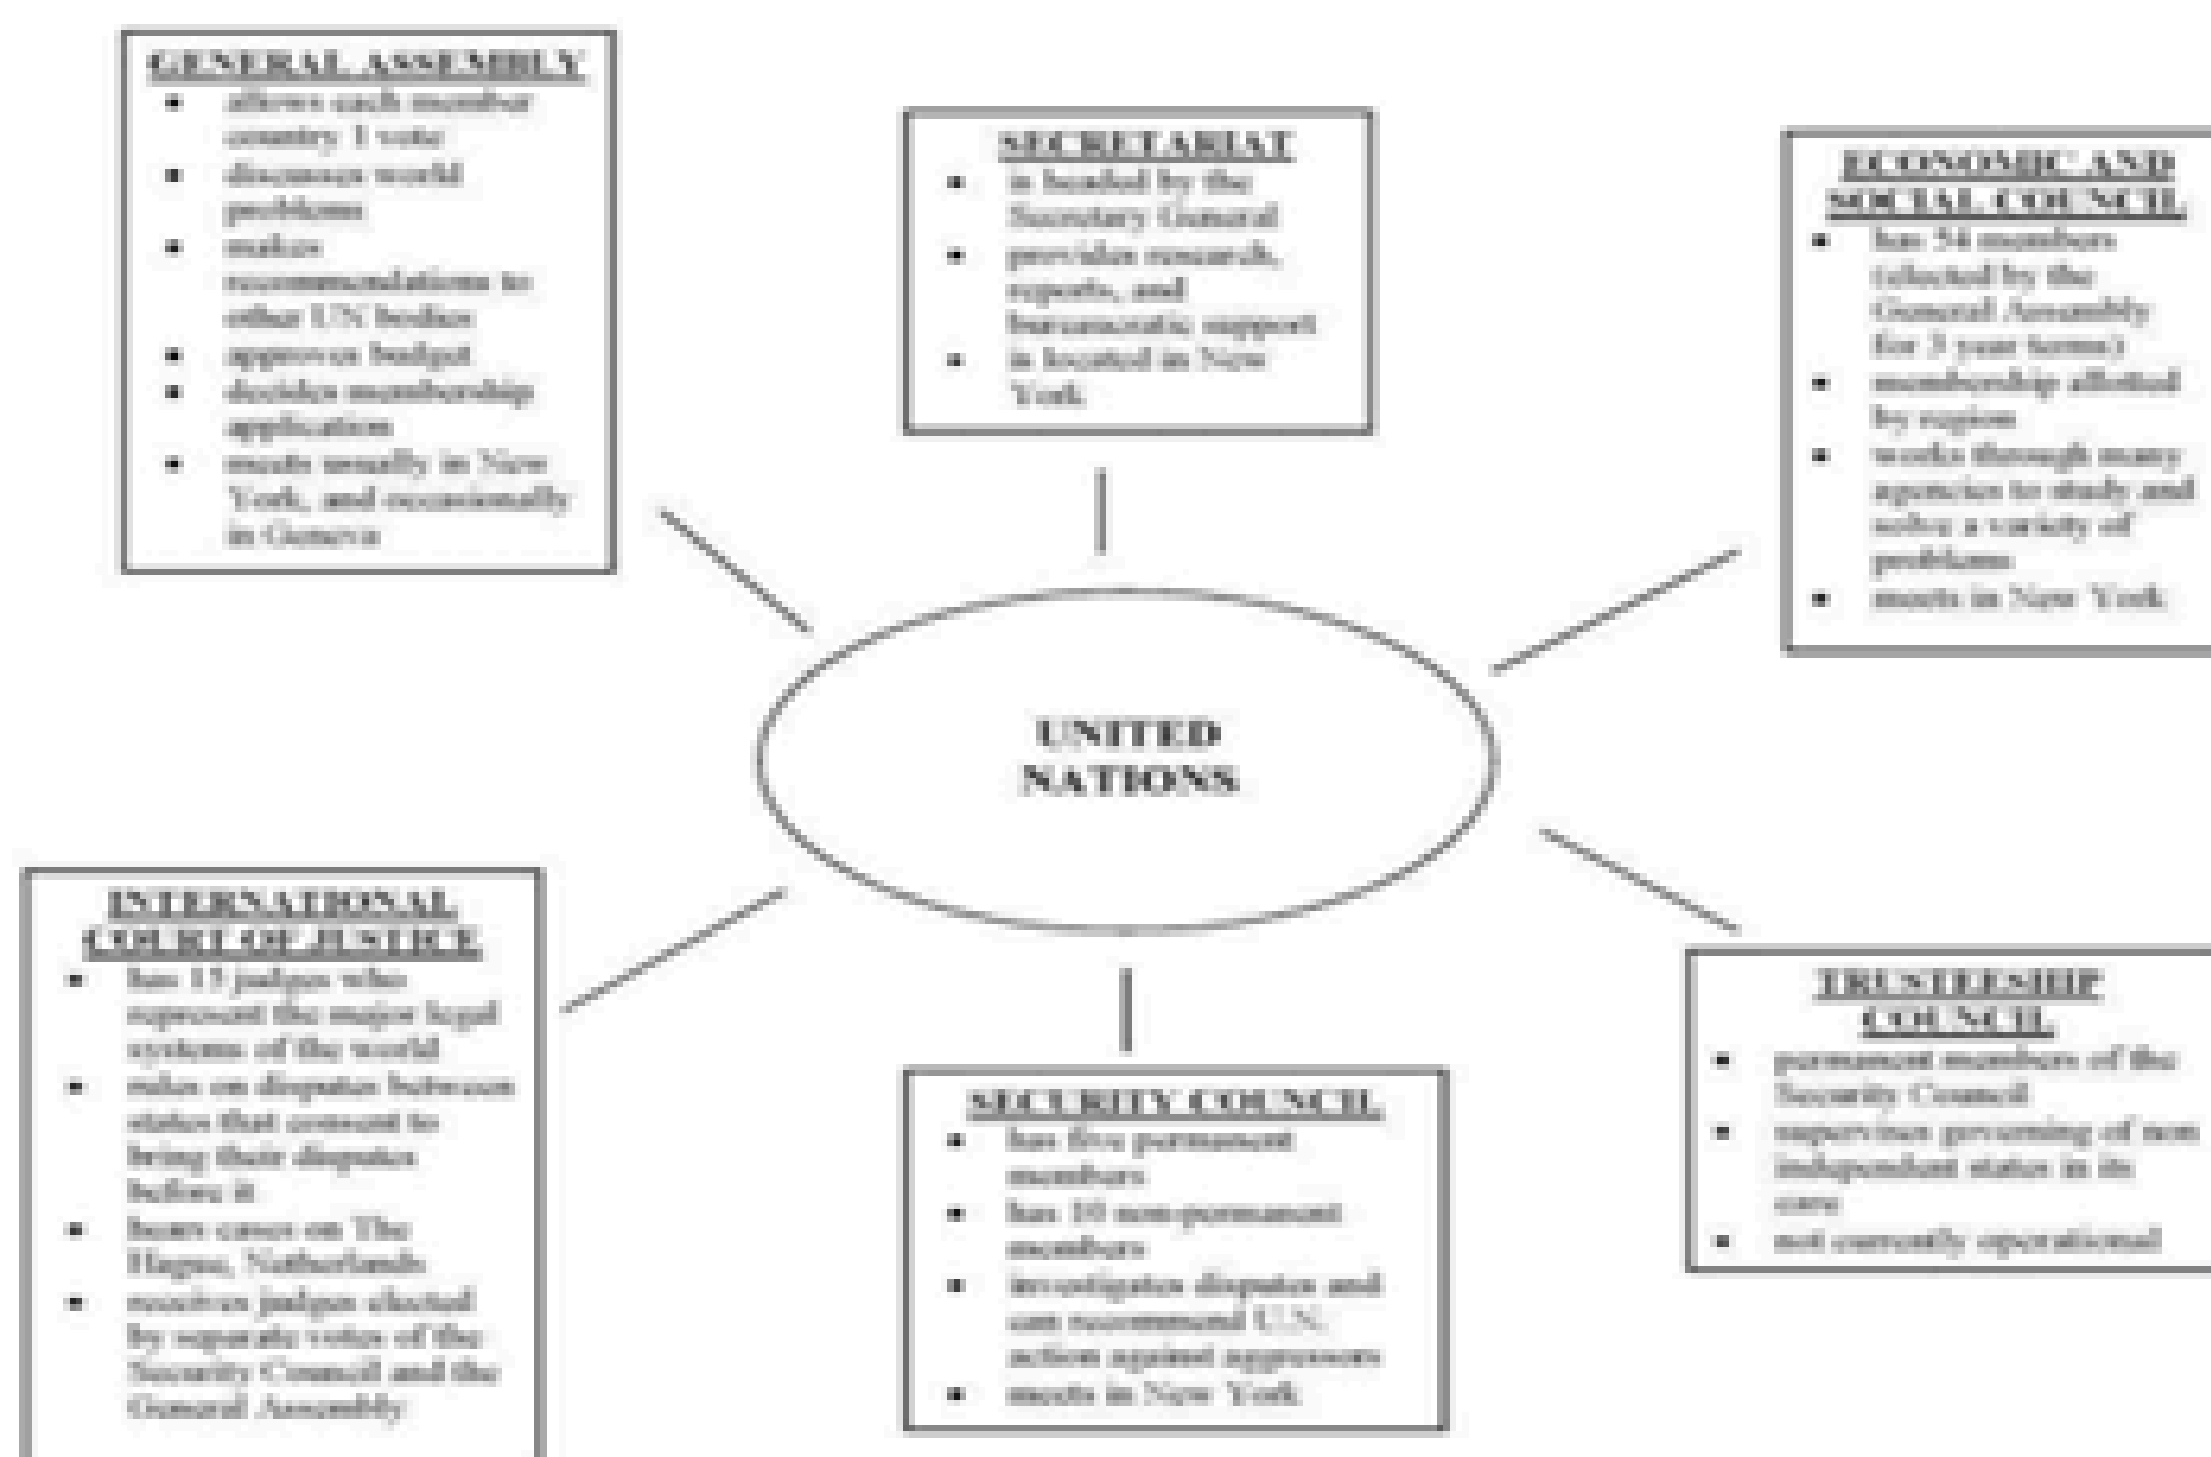 GENERAL ASSEMBLY
• allows each member
country 1 vote
• discusses world
problems
• makes
recommendations to
other UN bodies
• approves budget
• decides membership
application
• meets usually in New
York, and occasionally
in Geneva
SECRETARIAT
• is headed by the
Secretary General
• provides research,
reports, and
bureaucratic support
• is located in New
York
ECONOMIC AND
SOCIAL COUNCIL
• has 54 members
(elected by the
General Assembly
for 3 year terms)
• membership allotted
by region
• works through many
agencies to study and
solve a variety of
problems
• meets in New York
UNITED
NATIONS
INTERNATIONAL
COURT OF JUSTICE
• has 15 judges who
represent the major legal
systems of the world
• rules on disputes between
states that consent to
bring their disputes
before it
• hears cases on The
Hague, Netherlands
• receives judges elected
by separate votes of the
Security Council and the
General Assembly
SECURITY COUNCIL
• has five permanent
members
• has 10 non-permanent
members
• investigates disputes and
can recommend U.N.
action against aggressors
• meets in New York
TRUSTEESHIP
COUNCIL
• permanent members of the
Security Council
• supervises governing of non
independent states in its
care
• not currently operational